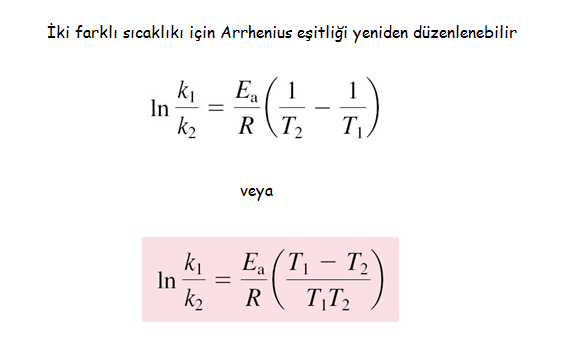 İki farklı sıcaklıkı için Arrhenius eşitliği yeniden düzenlenebilir
ln k₁/k₂ = Eₐ/R (1/T₂ − 1/T₁)
veya
ln k₁/k₂ = Eₐ/R (T₁ − T₂/T₁T₂)